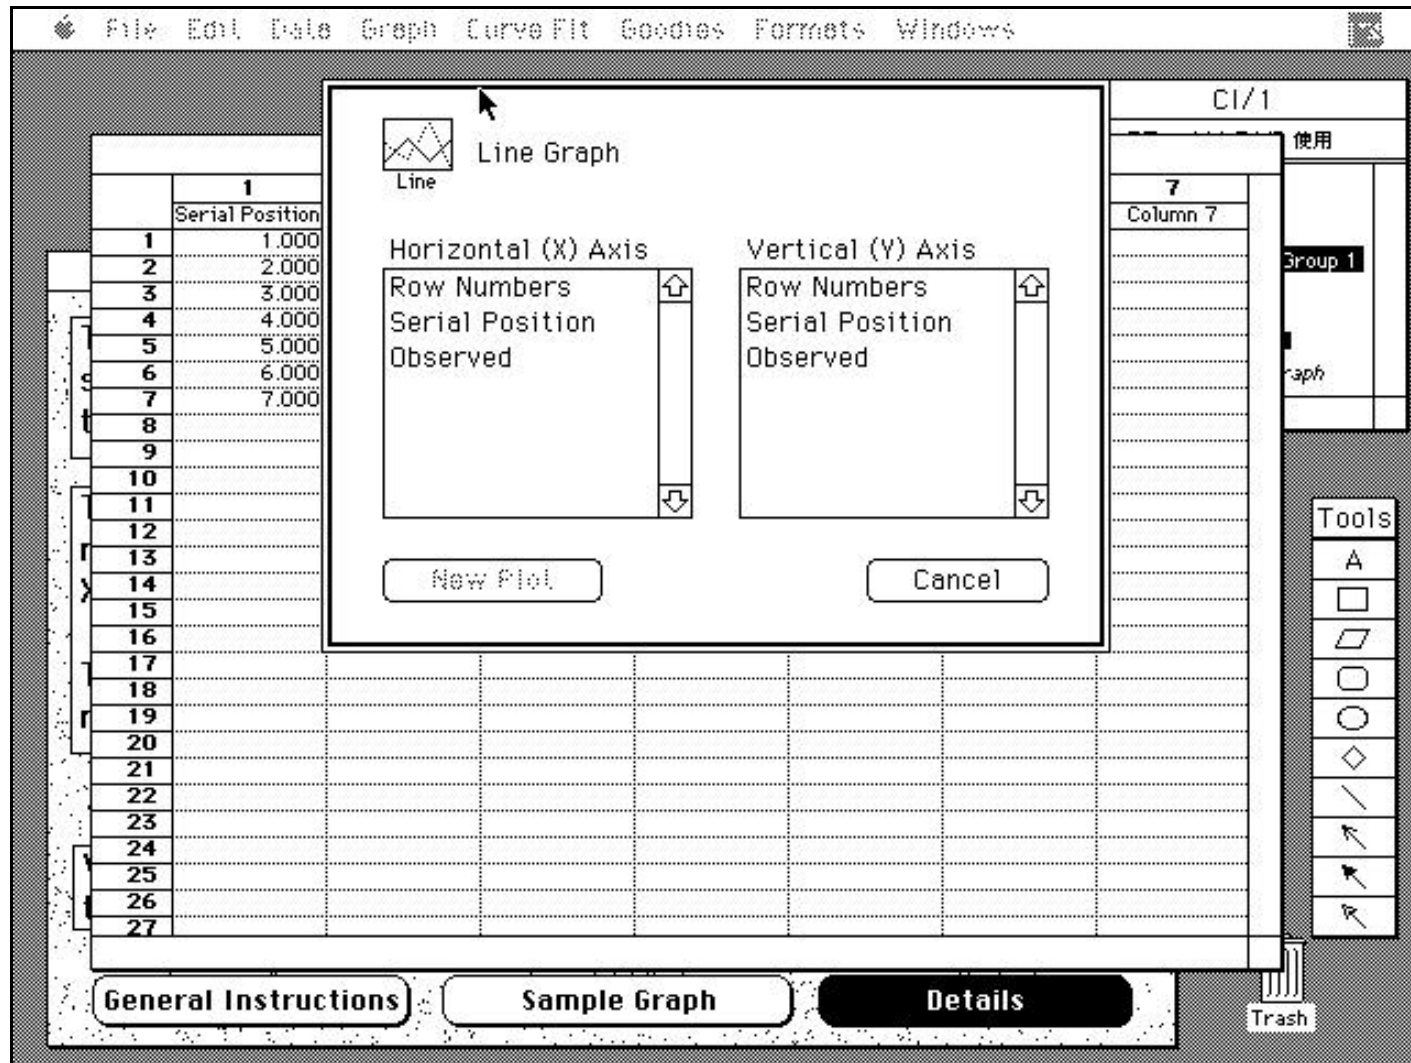 File Edit Data Graph Curve Fit Goodies Formats Windows
CI/1
使用
Line Graph
Line
1
7
Serial Position
Column 7
Horizontal (X) Axis
Vertical (Y) Axis
Row Numbers
Serial Position
Observed
Row Numbers
Serial Position
Observed
New Plot
Cancel
1 1.000
2 2.000
3 3.000
4 4.000
5 5.000
6 6.000
7 7.000
8
9
10
11
12
13
14
15
16
17
18
19
20
21
22
23
24
25
26
27
Group 1
raph
Tools
A
General Instructions
Sample Graph
Details
Trash